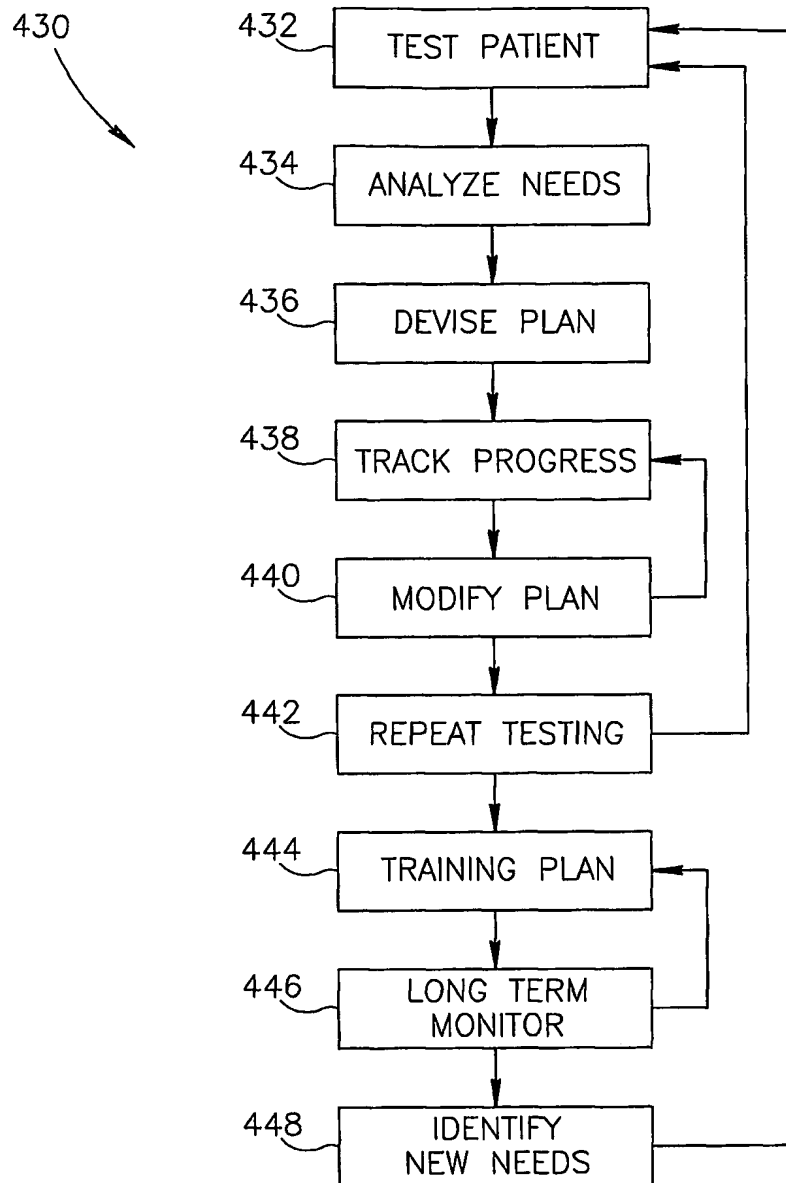 430
432
TEST PATIENT
434
ANALYZE NEEDS
436
DEVISE PLAN
438
TRACK PROGRESS
440
MODIFY PLAN
442
REPEAT TESTING
444
TRAINING PLAN
446
LONG TERM
MONITOR
448
IDENTIFY
NEW NEEDS